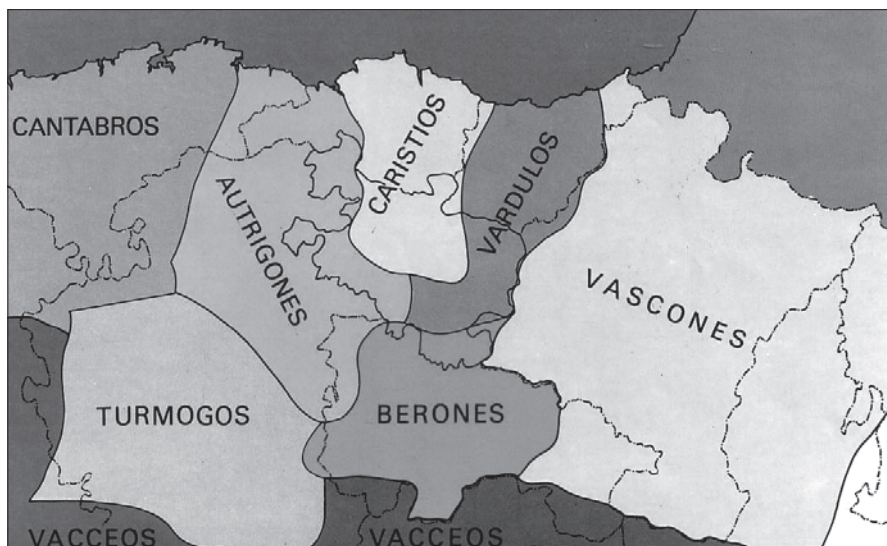 CANTABROS
CARISTIOS
VARDULOS
AUTRIGONES
VASCONES
TURMOGOS
BERONES
VACCEOS
VACCEOS